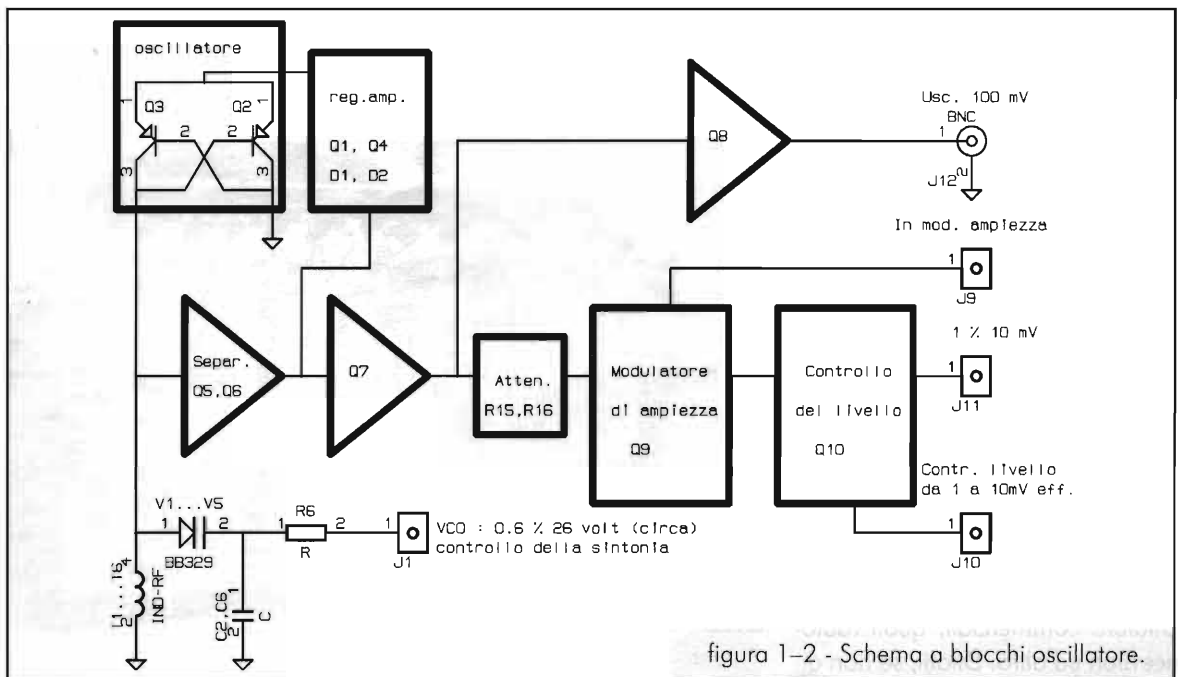 oscillatore
1
Q3
2
3
Q2
1
2
3
reg.amp.
Q1, Q4
D1, D2
Q8
Usc. 100 mV
BNC
1
2
J12
In mod. ampiezza
1
J9
Separ.
Q5,Q6
Q7
Atten.
R15,R16
Modulatore
di ampiezza
Q9
Controllo
del livello
Q10
1 % 10 mV
1
J11
Contr. livello
da 1 a 10mV eff.
1
J10
V1...V5
1
2
BB329
R6
1
2
R
1
J1
VCO : 0.6 % 26 volt (circa)
controllo della sintonia
4
2
IND-RF
C2,C6
1
2
C
figura 1–2 - Schema a blocchi oscillatore.